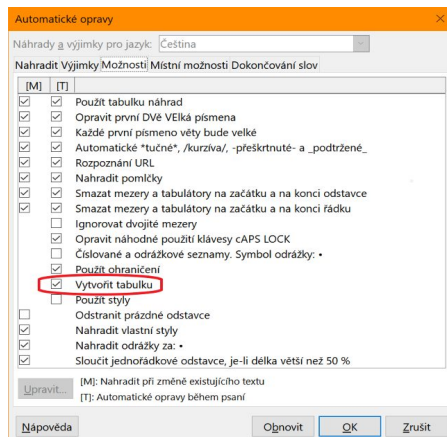 Automatické opravy
Náhrady a výjimky pro jazyk: Čeština
Nahradit Výjimky Možnosti Místní možnosti Dokončování slov
[M] [T]
Použít tabulku náhrad
Opravit první DVě VElká písmena
Každé první písmeno věty bude velké
Automatické *tučné*, /kurzíva/, -přeškrtnuté- a _podtržené_
Rozpoznání URL
Nahradit pomlčky
Smazat mezery a tabulátory na začátku a na konci odstavce
Smazat mezery a tabulátory na začátku a na konci řádku
Ignorovat dvojité mezery
Opravit náhodné použití klávesy cAPS LOCK
Číslované a odrážkové seznamy. Symbol odrážky: •
Použít ohraničení
Vytvořit tabulku
Použít styly
Odstranit prázdné odstavce
Nahradit vlastní styly
Nahradit odrážky za: •
Sloučit jednořádkové odstavce, je-li délka větší než 50 %
Upravit...
[M]: Nahradit při změně existujícího textu
[T]: Automatické opravy během psaní
Nápověda Obnovit OK Zrušit